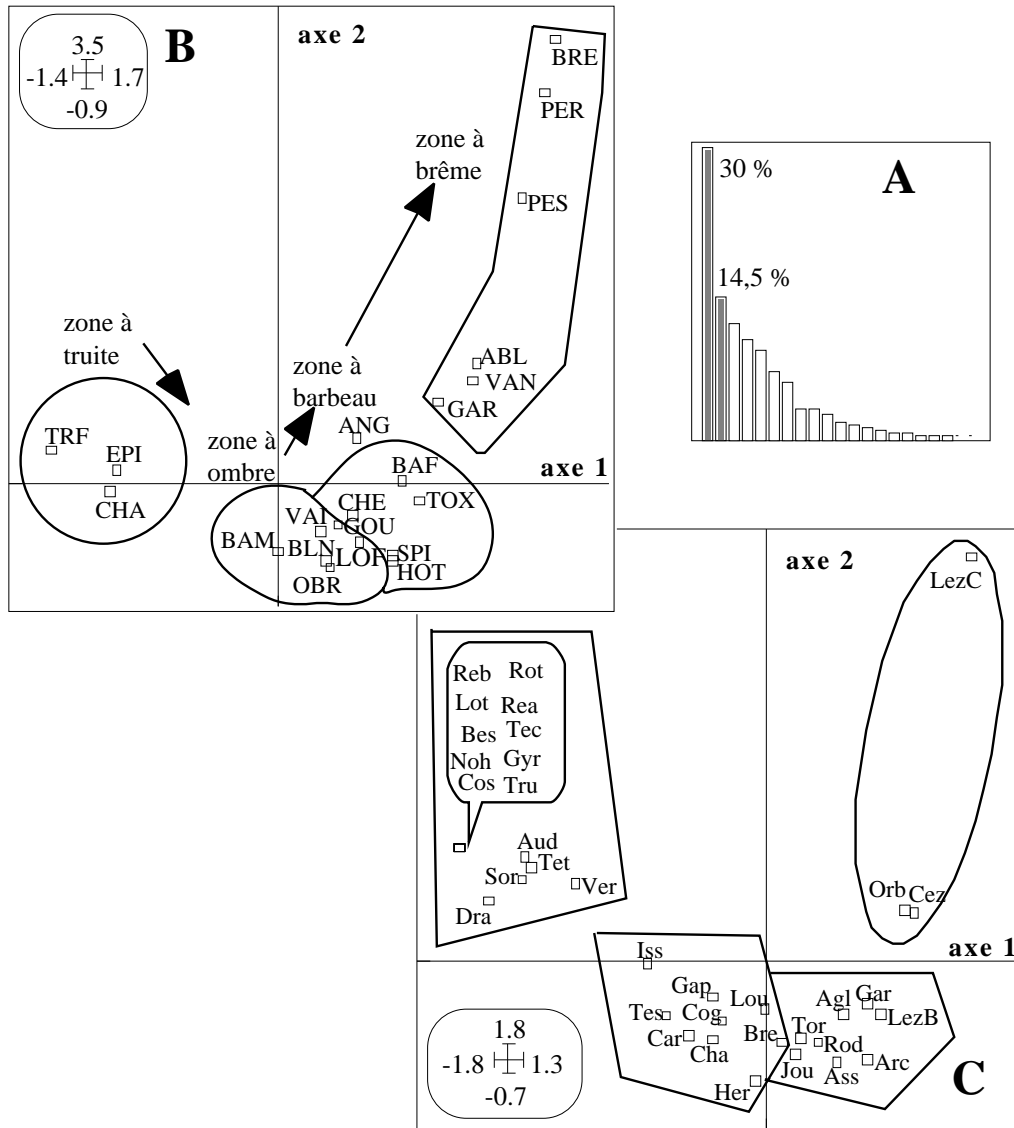 B
3.5
-1.4 1.7
-0.9
axe 2
BRE
PER
PES
zone à
brême
zone à
truite
zone à
barbeau
zone à
ombre
ABL
VAN
GAR
ANG
axe 1
TRF
EPI
CHA
BAF
TOX
CHE
VAI
GOU
BAM
BLN
LOF
SPI
HOT
OBR
A
30 %
14,5 %
axe 2
LezC
Reb Rot
Lot Rea
Bes Tec
Noh Gyr
Cos Tru
Aud
Tet
Sor
Ver
Dra
Orb Cez
axe 1
Iss
Gap
Lou
Agl
Gar
Tes
Cog
LezB
Car
Cha
Bre
Tor
Rod
Jou
Ass
Arc
Her
C
1.8
-1.8 1.3
-0.7